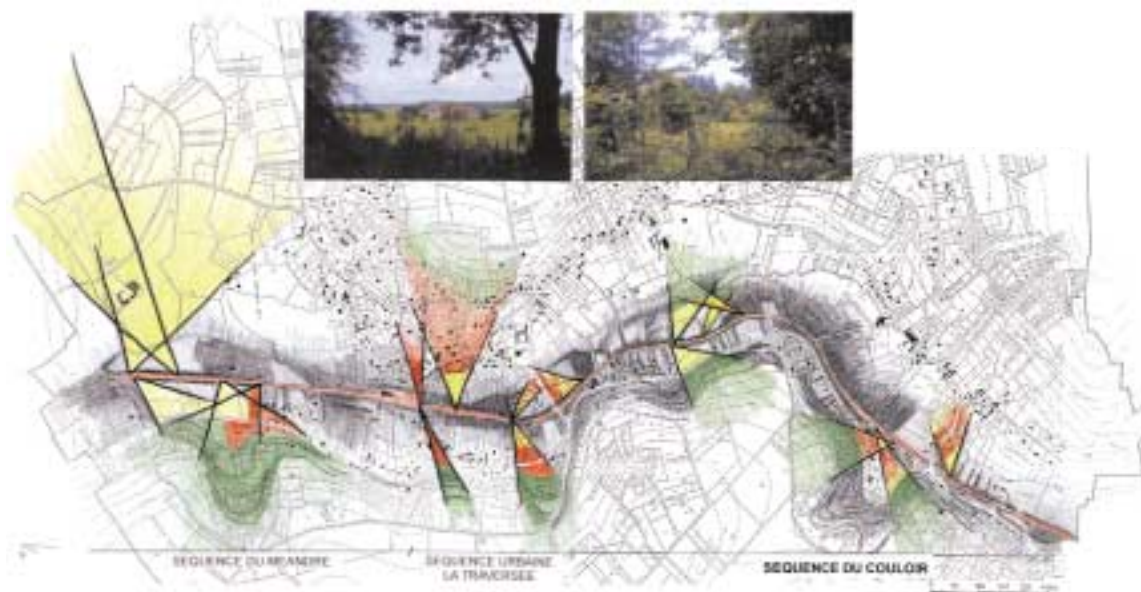 SEQUENCE DU MEANDRE
SEQUENCE URBAINE
LA TRAVERSEE
SEQUENCE DU COULOIR